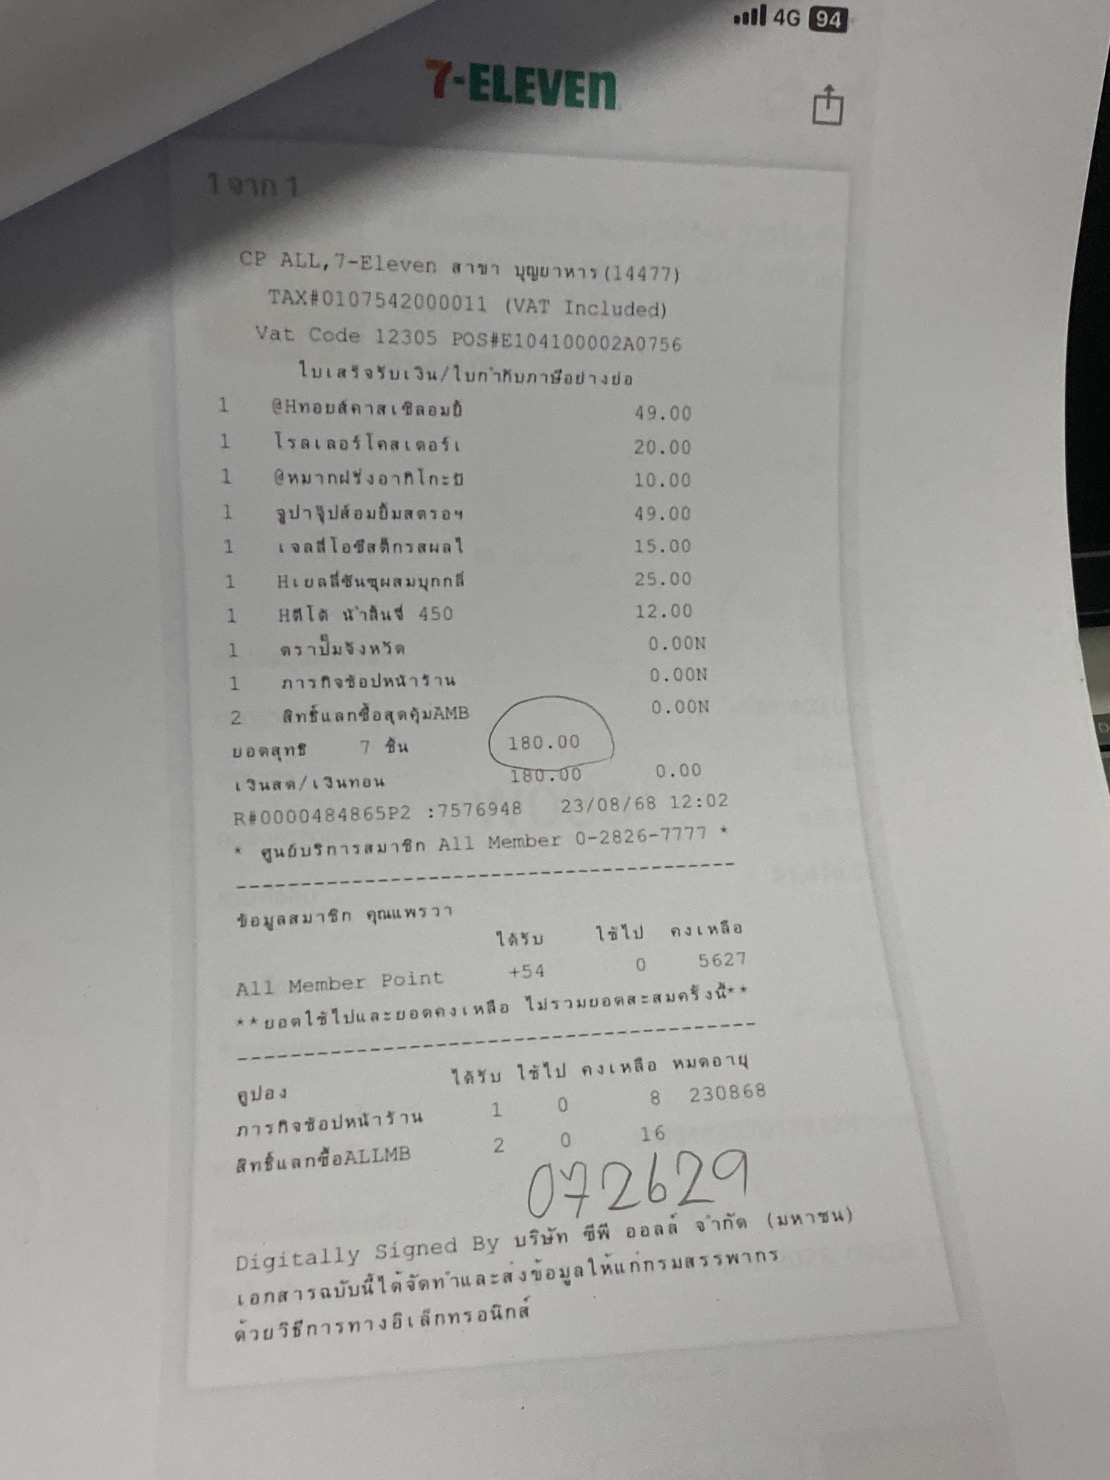 4G 94
7-ELEVEN
1 จาก 1
CP ALL,7-Eleven สาขา บุญยาหาร(14477)
TAX#0107542000011 (VAT Included)
Vat Code 12305 POS#E104100002A0756
ใบเสร็จรับเงิน/ใบกำกับภาษีอย่างย่อ
1 @Hทอยส์คาสเซิลอมยิ้ 49.00
1 โรลเลอร์โคสเตอร์เ 20.00
1 @หมากฝรั่งอากิโกะปั 10.00
1 จูปาจุ๊ปส์อมยิ้มสตรอฯ 49.00
1 เจลลี่โอซีสติ๊กรสผลไ 15.00
1 Hเยลลี่ซันซุผสมบุกกลิ่ 25.00
1 Hดีโด้ น้ำลิ้นจี่ 450 12.00
1 ตราปั๊มจังหวัด 0.00N
1 ภารกิจช้อปหน้าร้าน 0.00N
2 สิทธิ์แลกซื้อสุดคุ้มAMB 0.00N
ยอดสุทธิ 7 ชิ้น 180.00
เงินสด/เงินทอน 180.00 0.00
R#0000484865P2 :7576948 23/08/68 12:02
* ศูนย์บริการสมาชิก All Member 0-2826-7777 *
---------------------------------------
ข้อมูลสมาชิก คุณแพรวา
ได้รับ ใช้ไป คงเหลือ
All Member Point +54 0 5627
**ยอดใช้ไปและยอดคงเหลือ ไม่รวมยอดสะสมครั้งนี้**
---------------------------------------
คูปอง ได้รับ ใช้ไป คงเหลือ หมดอายุ
ภารกิจช้อปหน้าร้าน 1 0 8 230868
สิทธิ์แลกซื้อALLMB 2 0 16
072629
Digitally Signed By บริษัท ซีพี ออลล์ จำกัด (มหาชน)
เอกสารฉบับนี้ได้จัดทำและส่งข้อมูลให้แก่กรมสรรพากร
ด้วยวิธีการทางอิเล็กทรอนิกส์